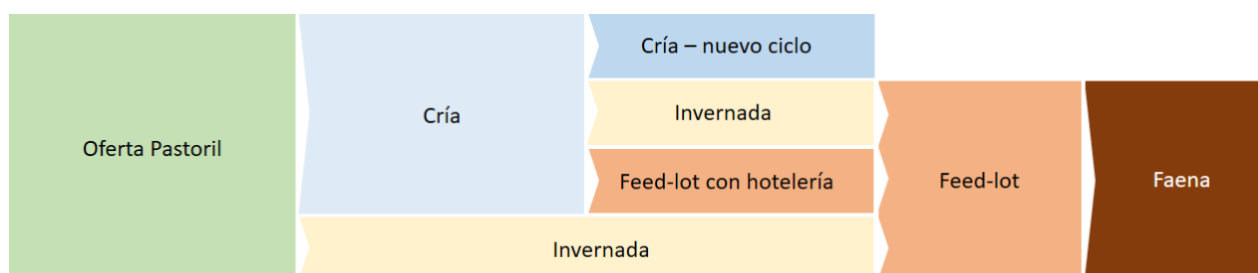 Oferta Pastoril
Cría
Cría – nuevo ciclo
Invernada
Feed-lot con hotelería
Invernada
Feed-lot
Faena